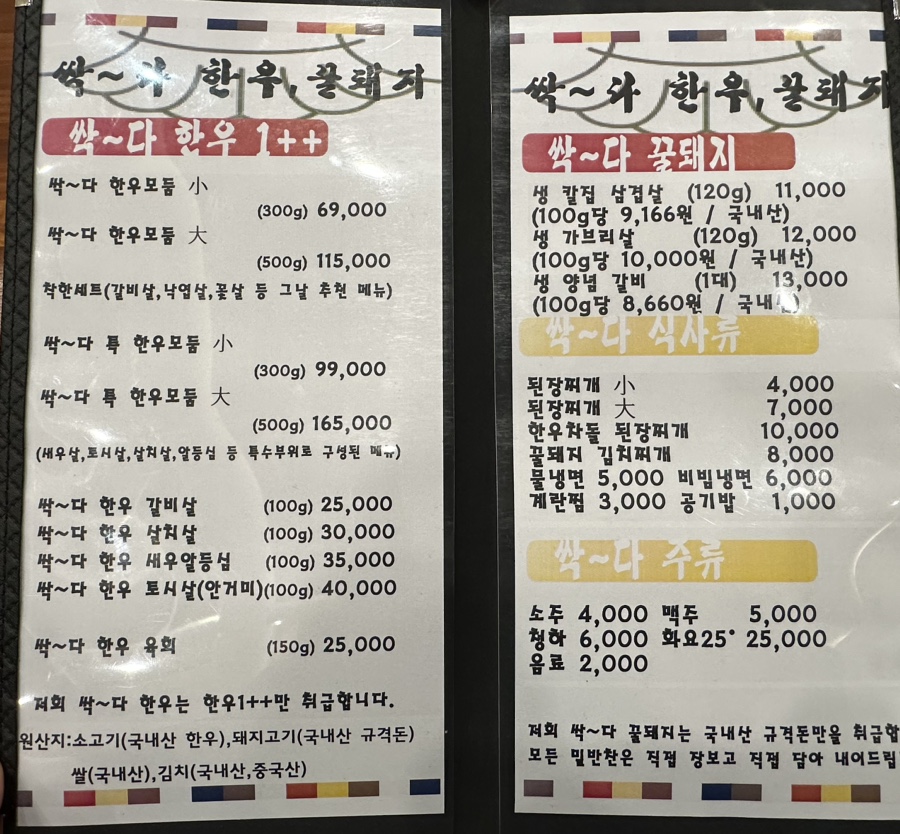 싹~다 한우,꿀돼지
싹~다 한우 1++
싹~다 한우모둠 小
(300g) 69,000
싹~다 한우모둠 大
(500g) 115,000
착한세트(갈비살,낙엽살,꽃살 등 그날 추천 메뉴)
싹~다 특 한우모둠 小
(300g) 99,000
싹~다 특 한우모둠 大
(500g) 165,000
(새우살,토시살,살치살,알등심 등 특수부위로 구성된 메뉴)
싹~다 한우 갈비살 (100g) 25,000
싹~다 한우 살치살 (100g) 30,000
싹~다 한우 새우알등심 (100g) 35,000
싹~다 한우 토시살(안거미)(100g) 40,000
싹~다 한우 육회 (150g) 25,000
저희 싹~다 한우는 한우1++만 취급합니다.
원산지:소고기(국내산 한우),돼지고기(국내산 규격돈)
쌀(국내산),김치(국내산,중국산)
싹~다 한우,꿀돼지
싹~다 꿀돼지
생 칼집 삼겹살 (120g) 11,000
(100g당 9,166원 / 국내산)
생 가브리살 (120g) 12,000
(100g당 10,000원 / 국내산)
생 양념 갈비 (1대) 13,000
(100g당 8,660원 / 국내산)
싹~다 식사류
된장찌개 小 4,000
된장찌개 大 7,000
한우차돌 된장찌개 10,000
꿀돼지 김치찌개 8,000
물냉면 5,000 비빔냉면 6,000
계란찜 3,000 공기밥 1,000
싹~다 주류
소주 4,000 맥주 5,000
청하 6,000 화요25° 25,000
음료 2,000
저희 싹~다 꿀돼지는 국내산 규격돈만을 취급합
모든 밑반찬은 직접 장보고 직접 담아 내어드립